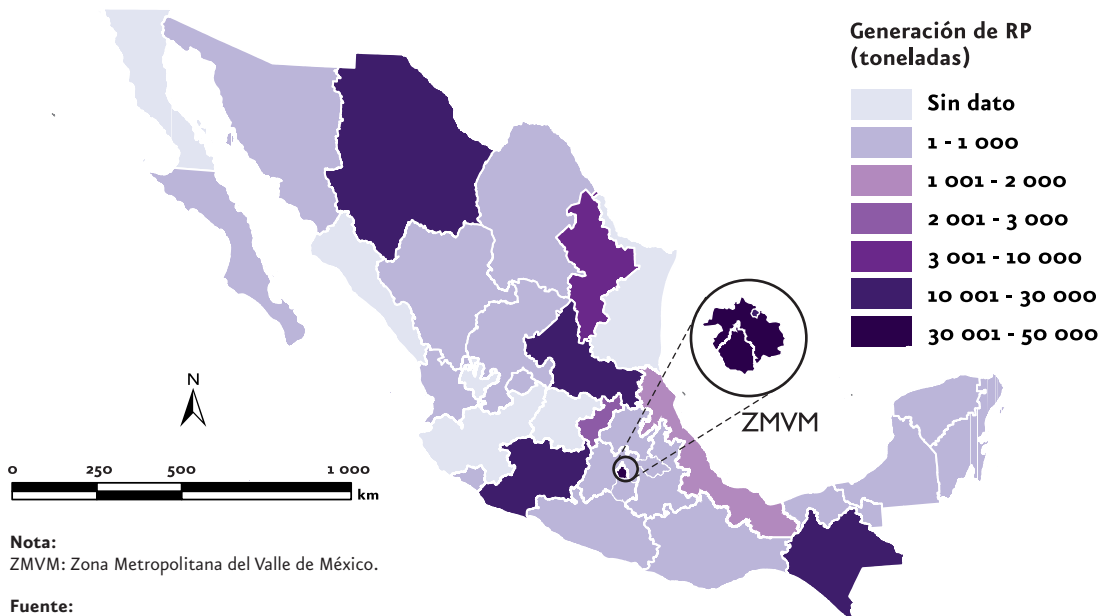 Generación de RP
(toneladas)
Sin dato
1 - 1 000
1 001 - 2 000
2 001 - 3 000
3 001 - 10 000
10 001 - 30 000
30 001 - 50 000
ZMVM
N
0 250 500 1 000
km
Nota:
ZMVM: Zona Metropolitana del Valle de México.
Fuente: